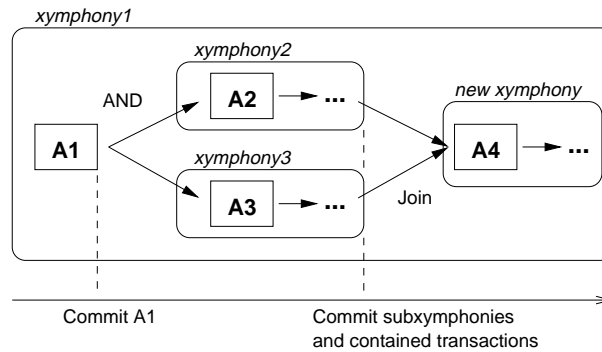 xymphony1
xymphony2
AND
A2
...
new xymphony
A1
A4
...
xymphony3
A3
...
Join
Commit A1
Commit subxymphonies
and contained transactions